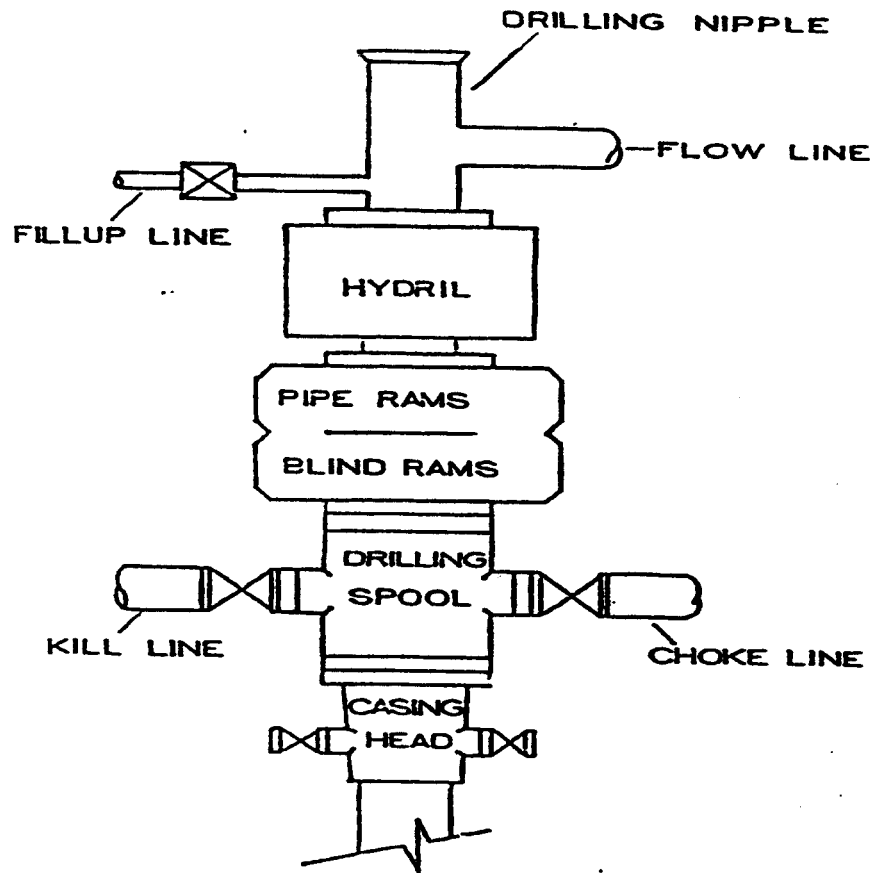 DRILLING NIPPLE
FLOW LINE
FILLUP LINE
HYDRIL
PIPE RAMS
BLIND RAMS
DRILLING
SPOOL
KILL LINE
CHOKE LINE
CASING
HEAD